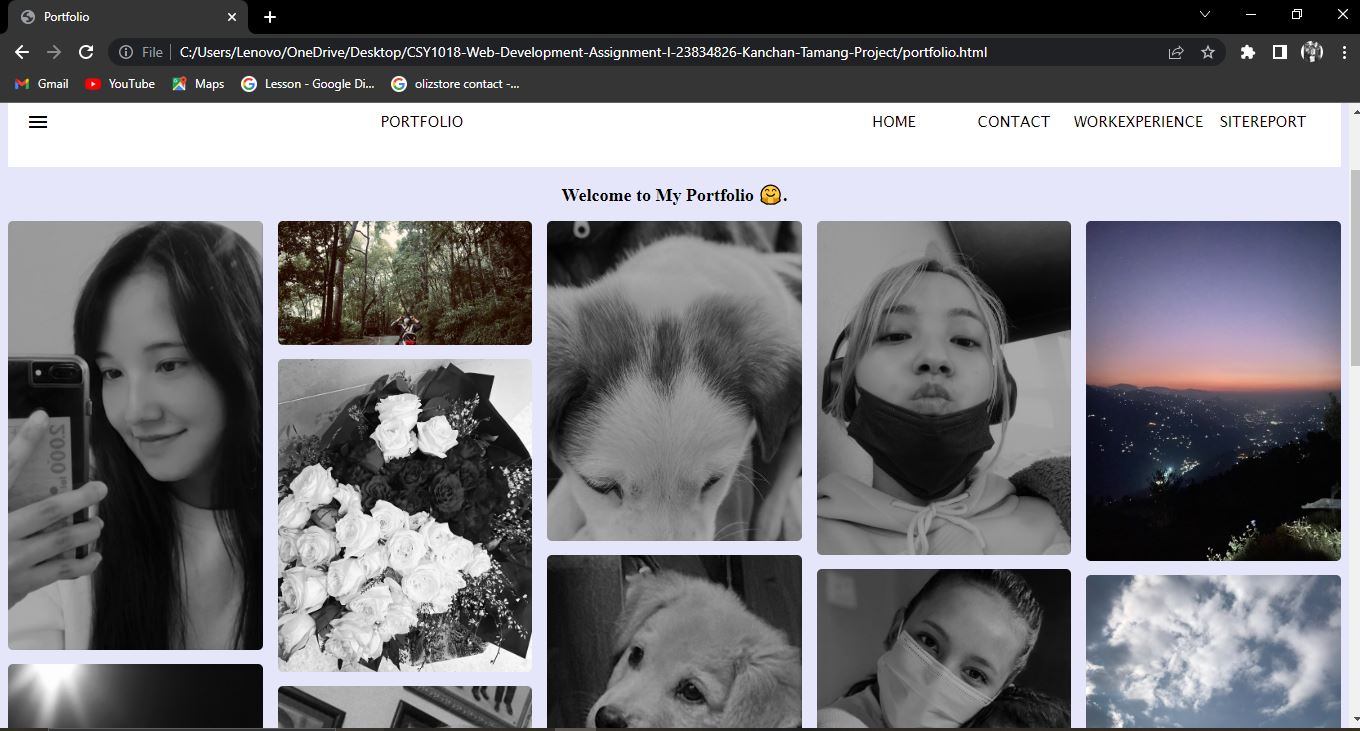 Portfolio
File C:/Users/Lenovo/OneDrive/Desktop/CSY1018-Web-Development-Assignment-I-23834826-Kanchan-Tamang-Project/portfolio.html
Gmail YouTube Maps Lesson - Google Di... olizstore contact -...
PORTFOLIO HOME CONTACT WORKEXPERIENCE SITEREPORT
Welcome to My Portfolio 🤗.